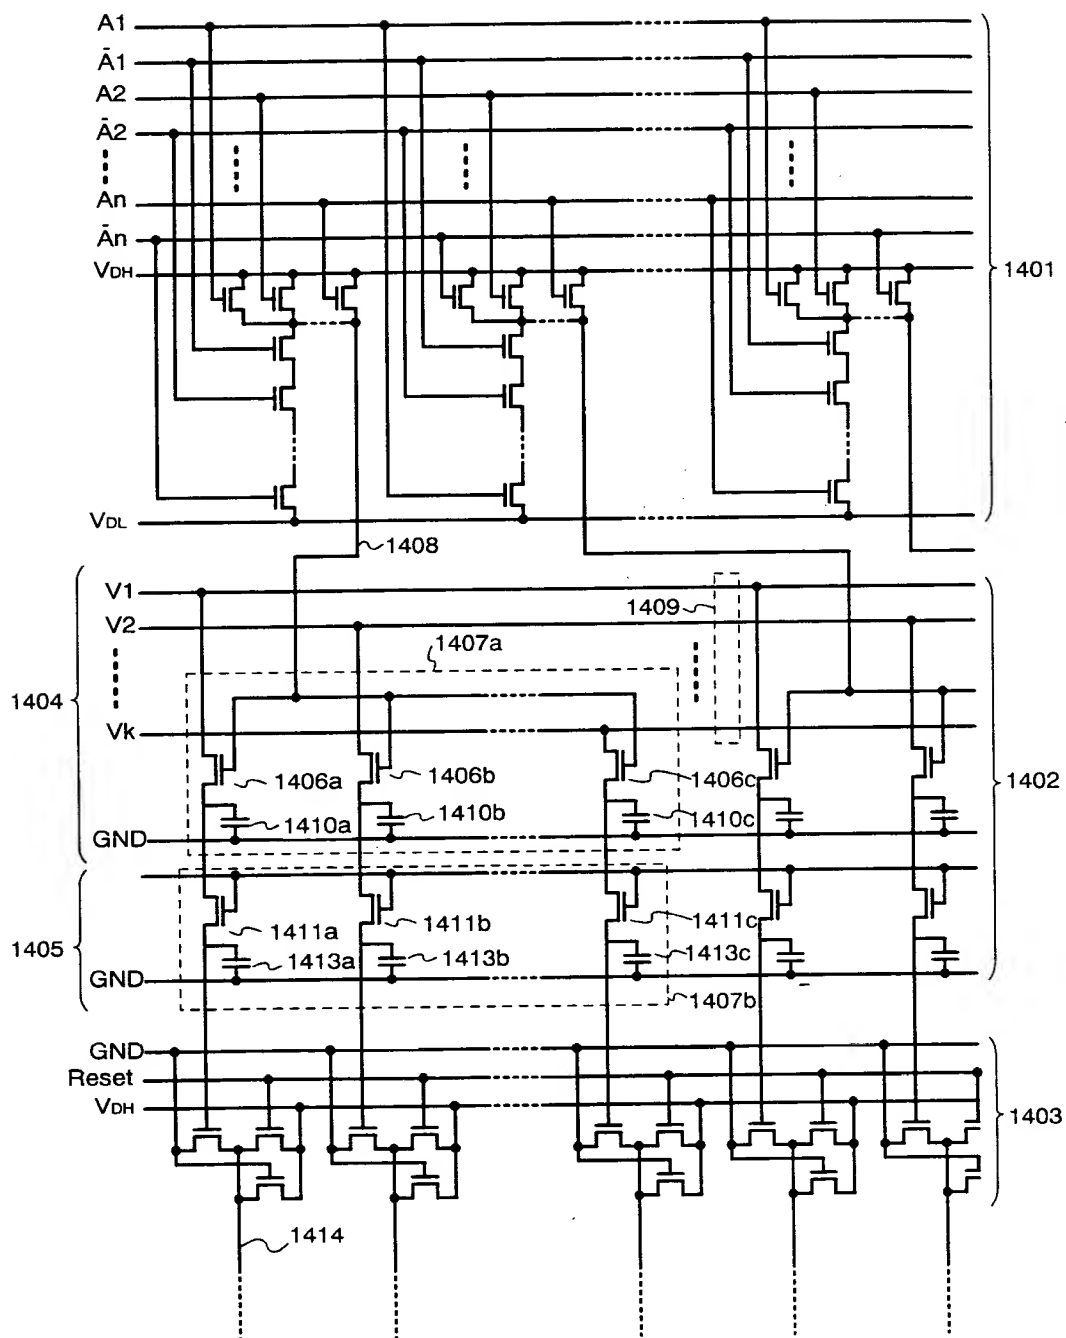 A1
Ā1
A2
Ā2
An
Ān
VDH
1401
VDL
1408
V1
1409
V2
1407a
1404
Vk
1406a
1406b
1406c
1402
1410a
1410b
1410c
GND
1411a
1411b
1411c
1405
1413a
1413b
1413c
GND
1407b
GND
Reset
VDH
1403
1414